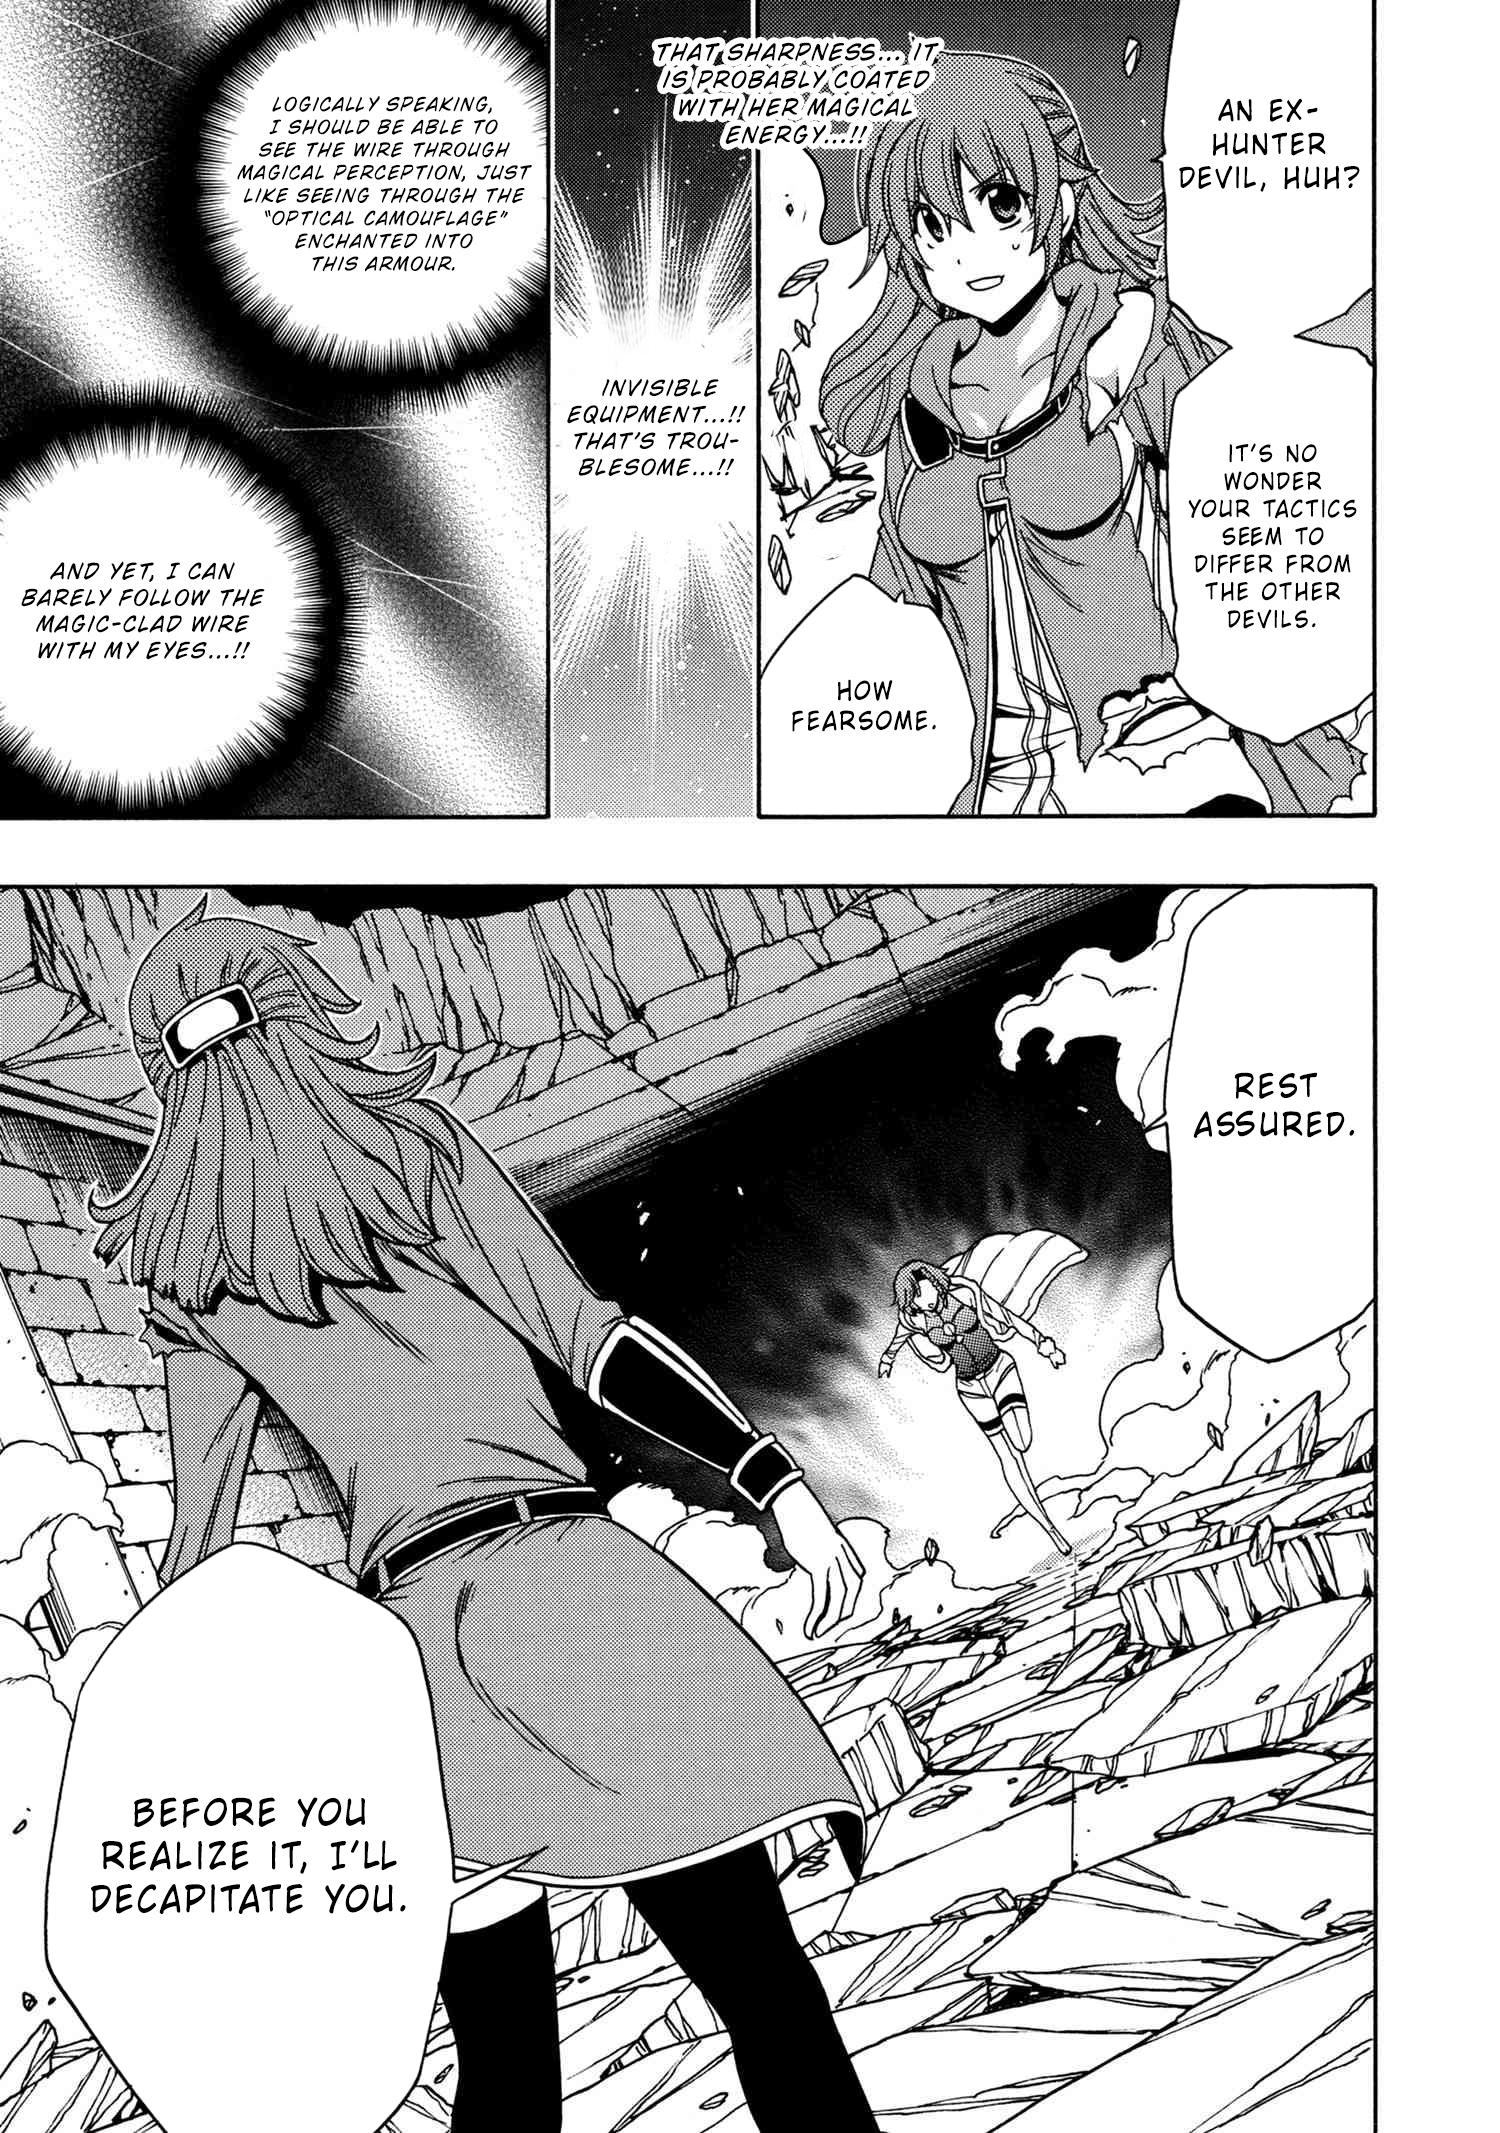 AN EX-
HUNTER
DEVIL, HUH?
IT'S NO
WONDER
YOUR TACTICS
SEEM TO
DIFFER FROM
THE OTHER
DEVILS.
HOW
FEARSOME.
THAT SHARPNESS... IT
IS PROBABLY COATED
WITH HER MAGICAL
ENERGY...!!
INVISIBLE
EQUIPMENT...!!
THAT'S TROU-
BLESOME...!!
LOGICALLY SPEAKING,
I SHOULD BE ABLE TO
SEE THE WIRE THROUGH
MAGICAL PERCEPTION, JUST
LIKE SEEING THROUGH THE
"OPTICAL CAMOUFLAGE"
ENCHANTED INTO
THIS ARMOUR.
AND YET, I CAN
BARELY FOLLOW THE
MAGIC-CLAD WIRE
WITH MY EYES...!!
REST
ASSURED.
BEFORE YOU
REALIZE IT, I'LL
DECAPITATE YOU.